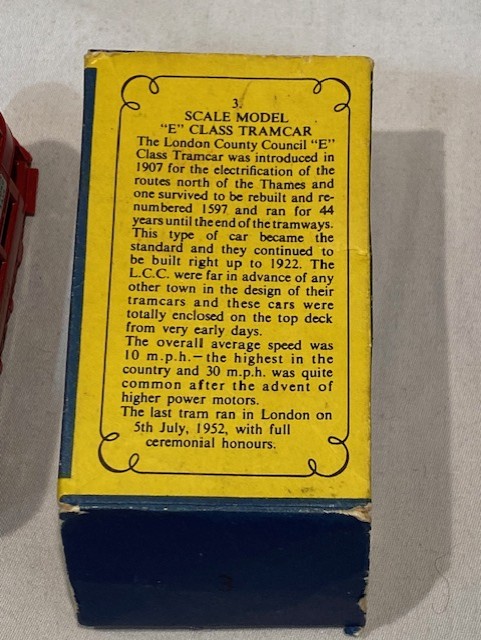 3.
SCALE MODEL
"E" CLASS TRAMCAR
The London County Council "E"
Class Tramcar was introduced in
1907 for the electrification of the
routes north of the Thames and
one survived to be rebuilt and re-
numbered 1597 and ran for 44
years until the end of the tramways.
This type of car became the
standard and they continued to
be built right up to 1922. The
L.C.C. were far in advance of any
other town in the design of their
tramcars and these cars were
totally enclosed on the top deck
from very early days.
The overall average speed was
10 m.p.h.—the highest in the
country and 30 m.p.h. was quite
common after the advent of
higher power motors.
The last tram ran in London on
5th July, 1952, with full
ceremonial honours.
3